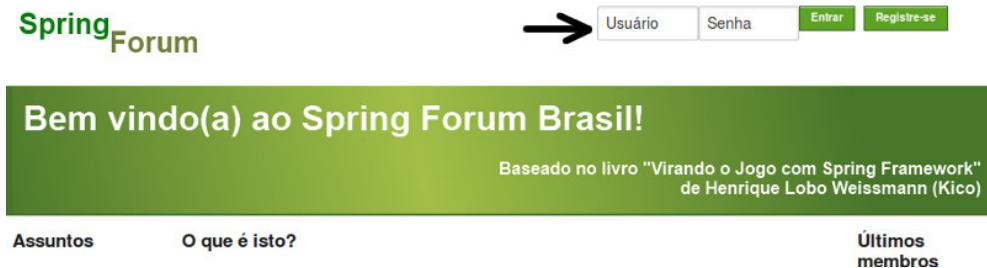 Spring Forum
Usuário Senha Entrar Registre-se
Bem vindo(a) ao Spring Forum Brasil!
Baseado no livro "Virando o Jogo com Spring Framework"
de Henrique Lobo Weissmann (Kico)
Assuntos O que é isto? Últimos
membros